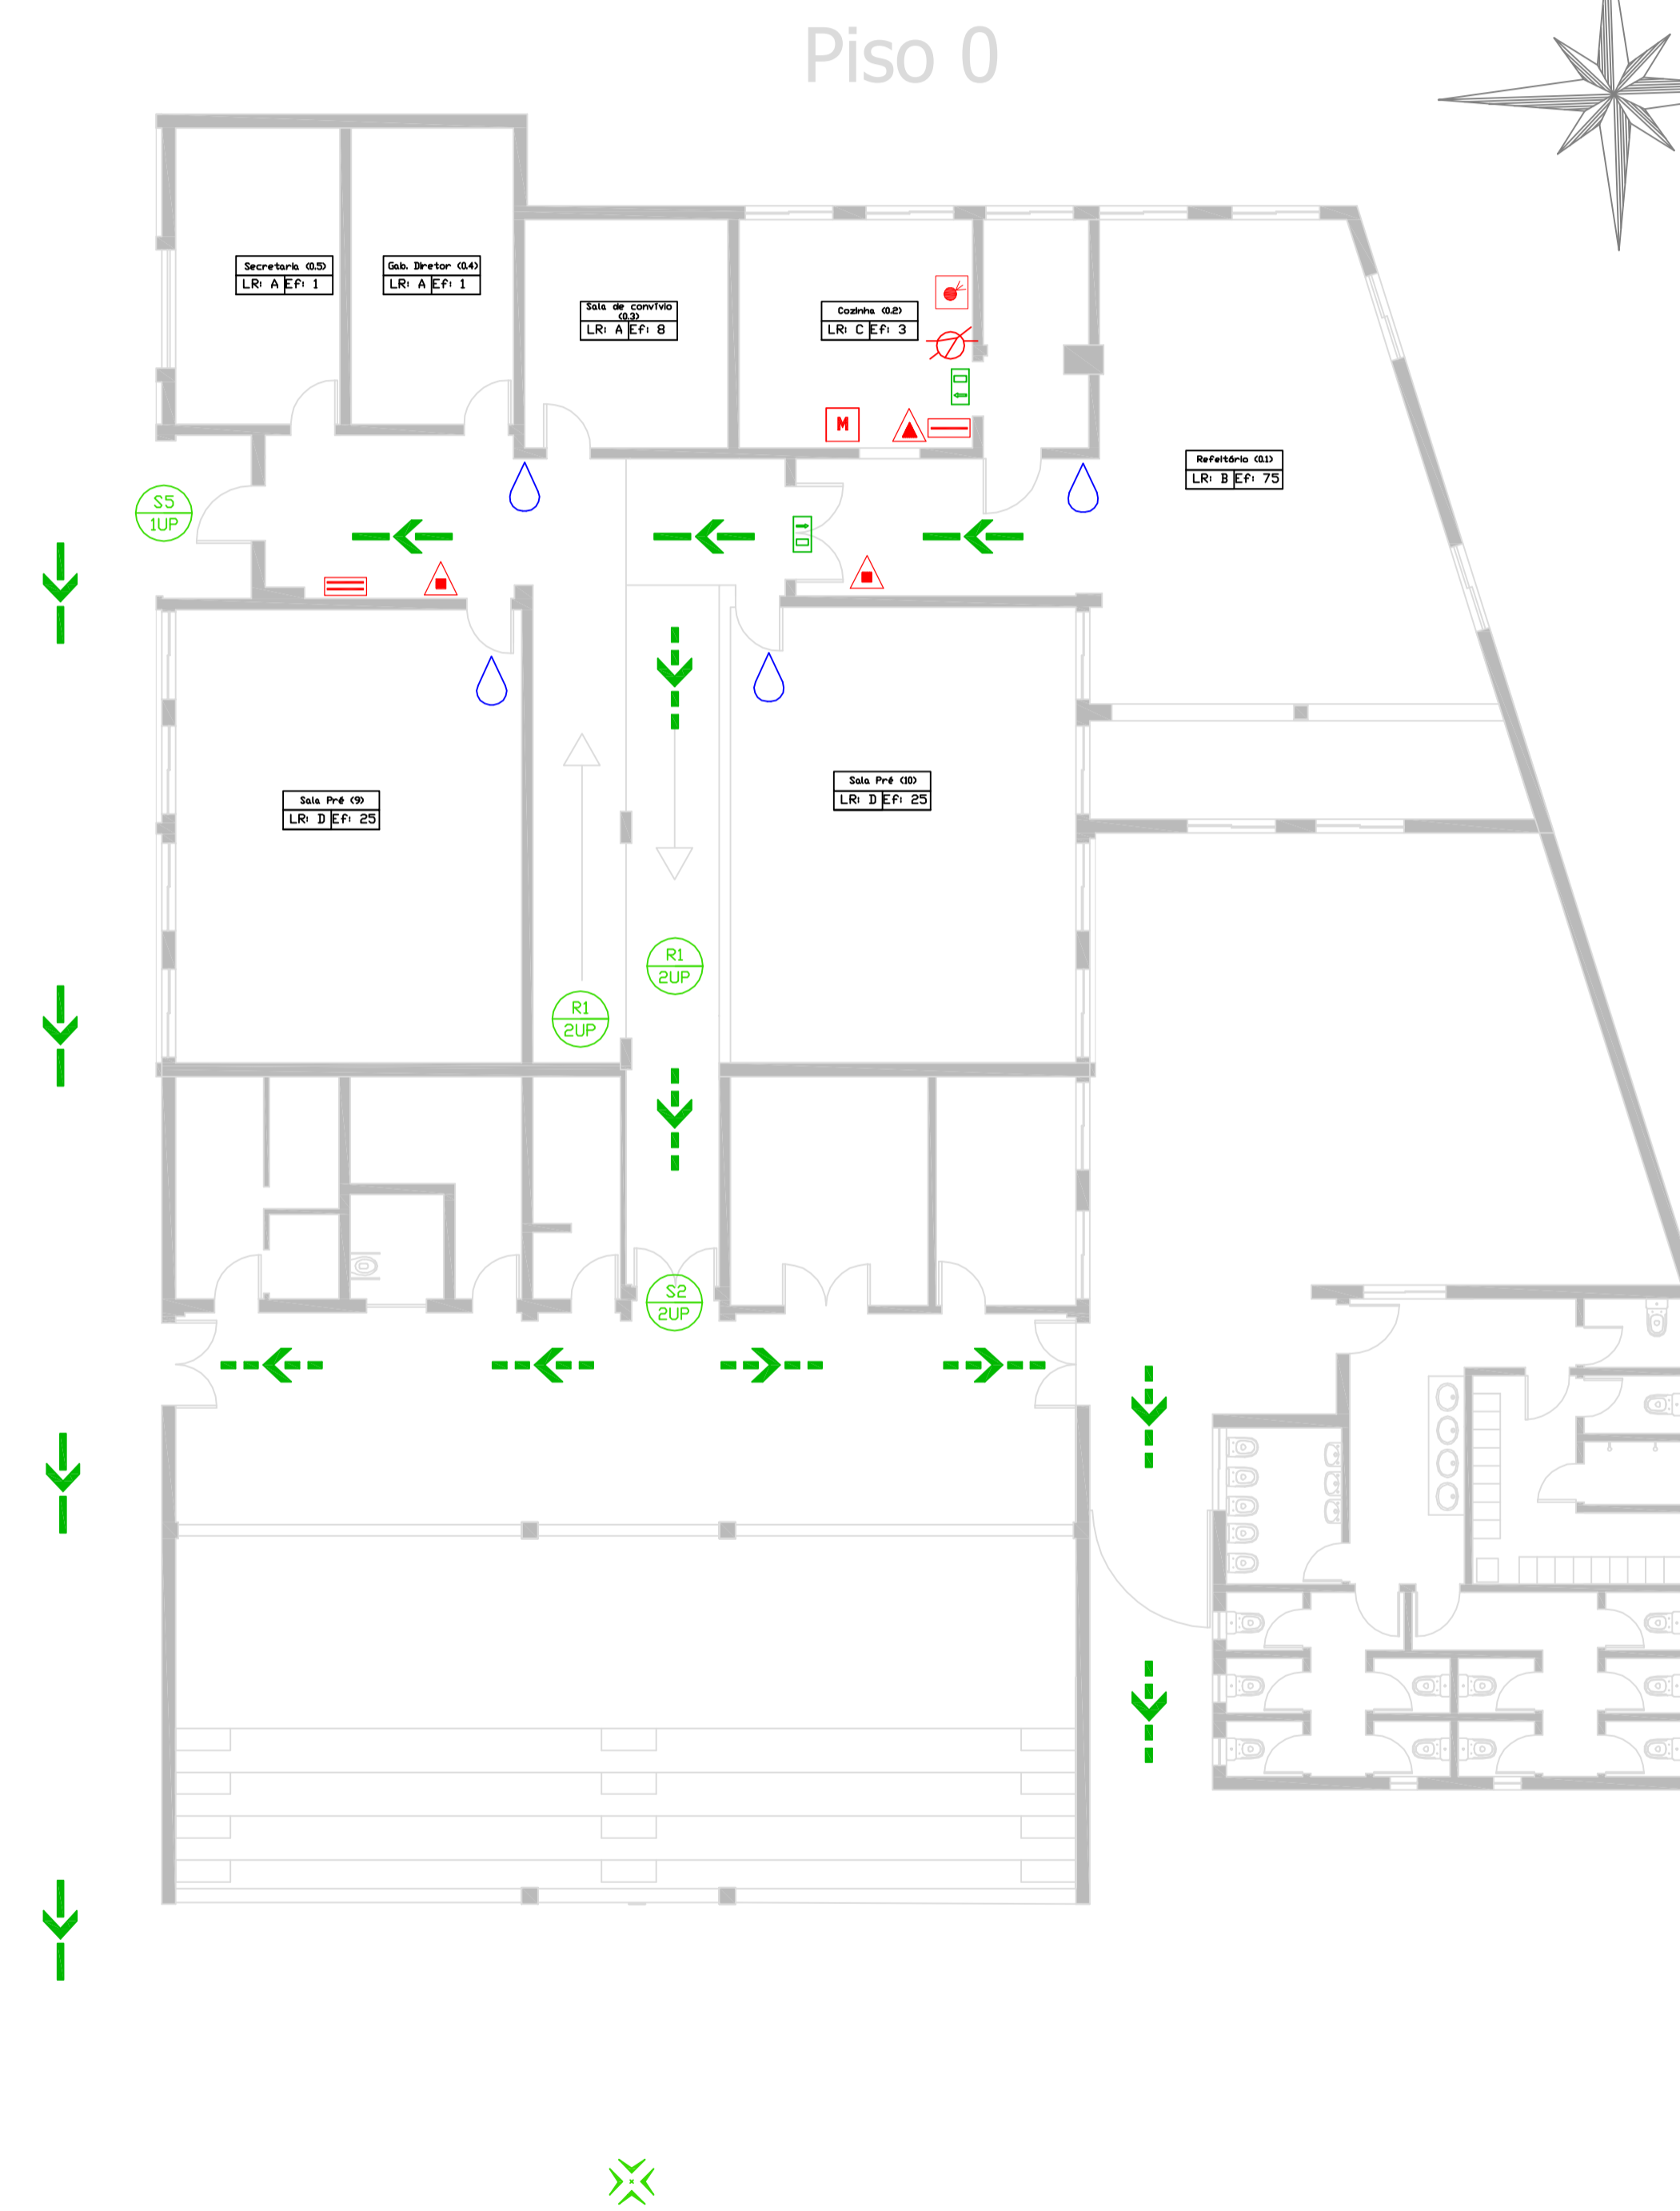 Piso 0
Secretaria (0.5)
LR: A Ef: 1
Gab. Diretor (0.4)
LR: A Ef: 1
Sala de convívio
(0.3)
LR: A Ef: 8
Cozinha (0.2)
LR: C Ef: 3
M
Refeitório (0.1)
LR: B Ef: 75
S5
1UP
Sala Pré (9)
LR: D Ef: 25
Sala Pré (10)
LR: D Ef: 25
R1
2UP
R1
2UP
S2
2UP